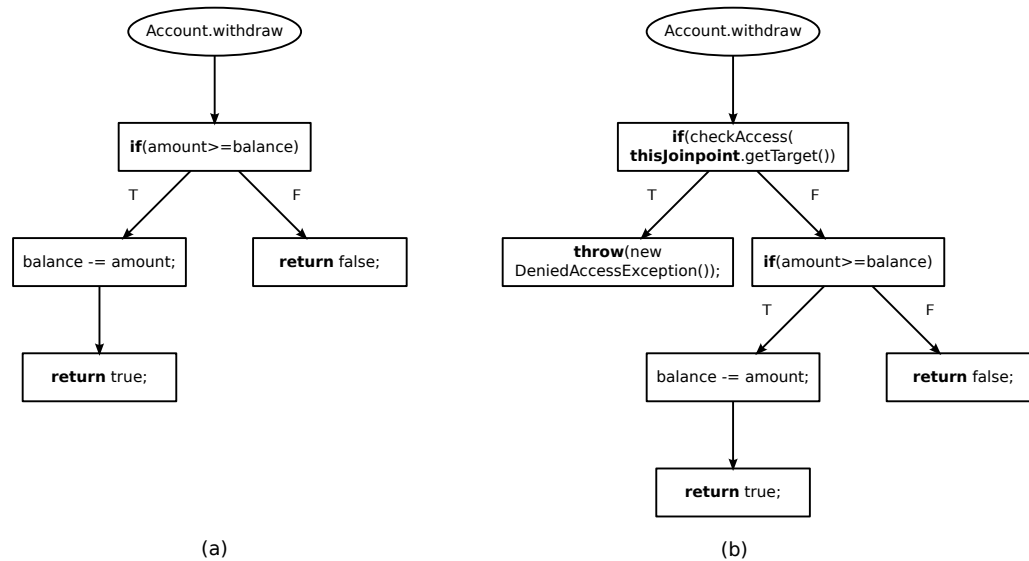 Account.withdraw
if(amount>=balance)
T
F
balance -= amount;
return false;
return true;
(a)
Account.withdraw
if(checkAccess(
thisJoinpoint.getTarget())
T
F
throw(new
DeniedAccessException());
if(amount>=balance)
T
F
balance -= amount;
return false;
return true;
(b)